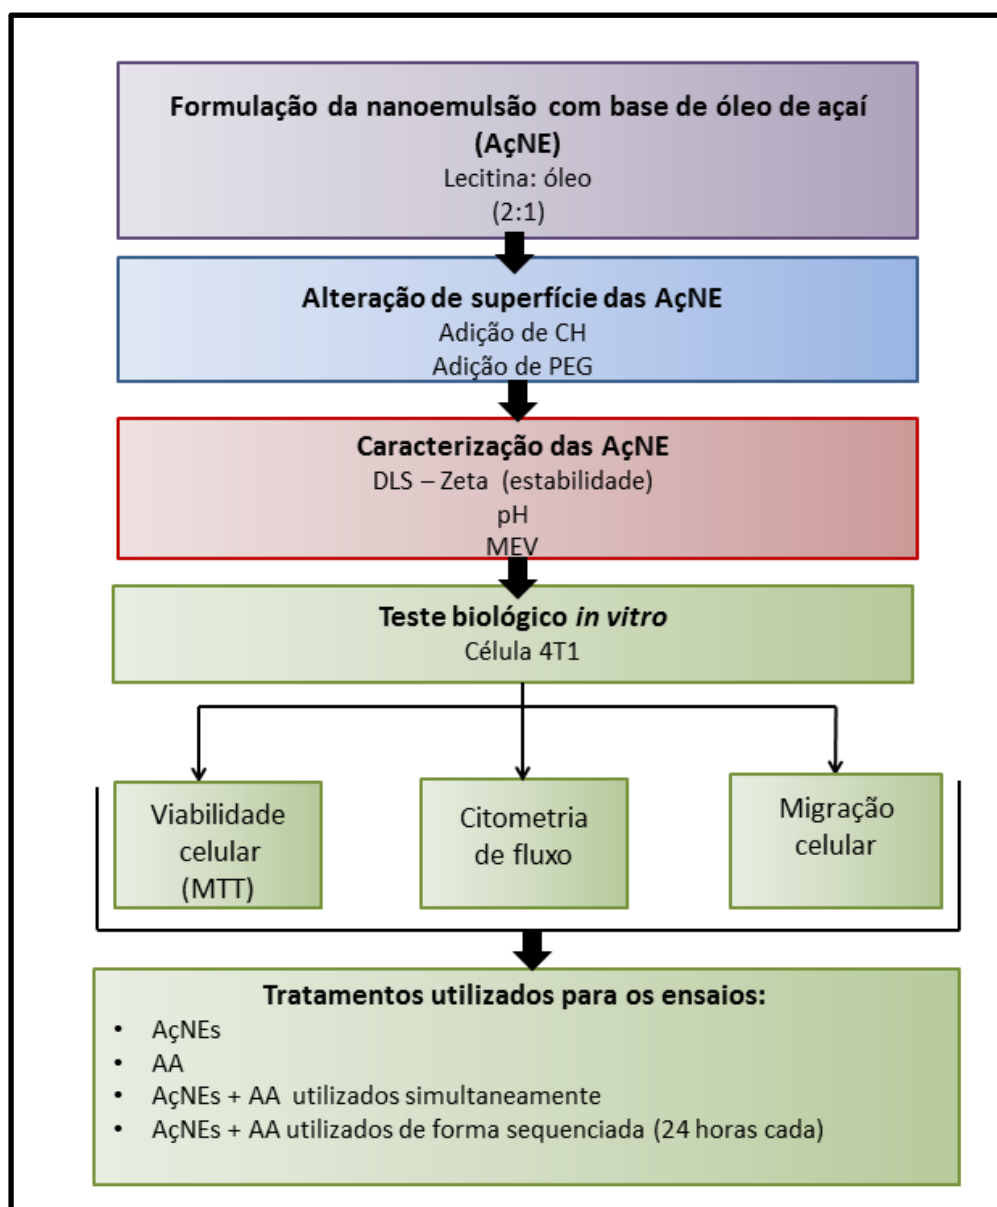 Formulação da nanoemulsão com base de óleo de açaí
(AçNE)
Lecitina: óleo
(2:1)
Alteração de superfície das AçNE
Adição de CH
Adição de PEG
Caracterização das AçNE
DLS – Zeta (estabilidade)
pH
MEV
Teste biológico in vitro
Célula 4T1
Viabilidade
celular
(MTT)
Citometria
de fluxo
Migração
celular
Tratamentos utilizados para os ensaios:
• AçNEs
• AA
• AçNEs + AA utilizados simultaneamente
• AçNEs + AA utilizados de forma sequenciada (24 horas cada)